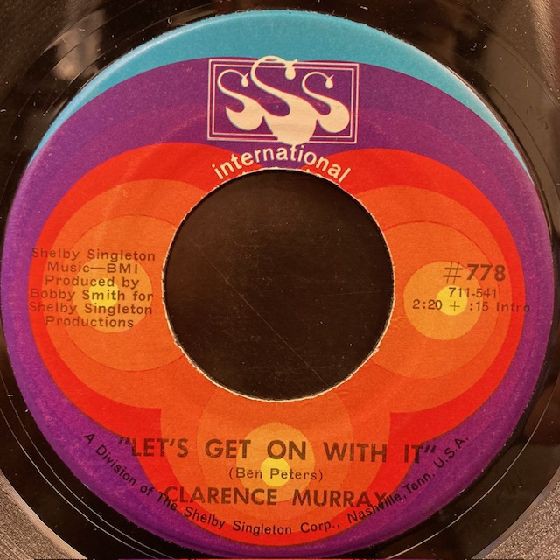 SSS
international
Shelby Singleton
Music—BMI
Produced by
Bobby Smith for
Shelby Singleton
Productions
#778
711-541
2:20 + :15 Intro
"LET'S GET ON WITH IT"
(Ben Peters)
CLARENCE MURRAY
A Division of The Shelby Singleton Corp., Nashville, Tenn, U.S.A.